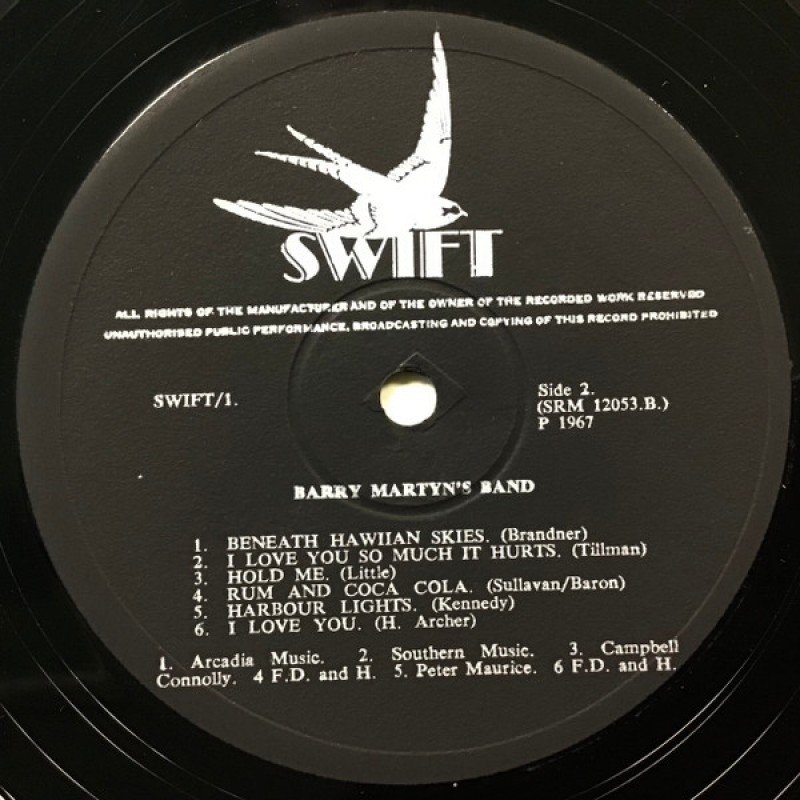 SWIFT
ALL RIGHTS OF THE MANUFACTURER AND OF THE OWNER OF THE RECORDED WORK RESERVED
UNAUTHORISED PUBLIC PERFORMANCE, BROADCASTING AND COPYING OF THIS RECORD PROHIBITED
SWIFT/1.
Side 2.
(SRM 12053.B.)
P 1967
BARRY MARTYN'S BAND
1. BENEATH HAWIIAN SKIES. (Brandner)
2. I LOVE YOU SO MUCH IT HURTS. (Tillman)
3. HOLD ME. (Little)
4. RUM AND COCA COLA. (Sullavan/Baron)
5. HARBOUR LIGHTS. (Kennedy)
6. I LOVE YOU. (H. Archer)
1. Arcadia Music. 2. Southern Music. 3. Campbell
Connolly. 4 F.D. and H. 5. Peter Maurice. 6 F.D. and H.